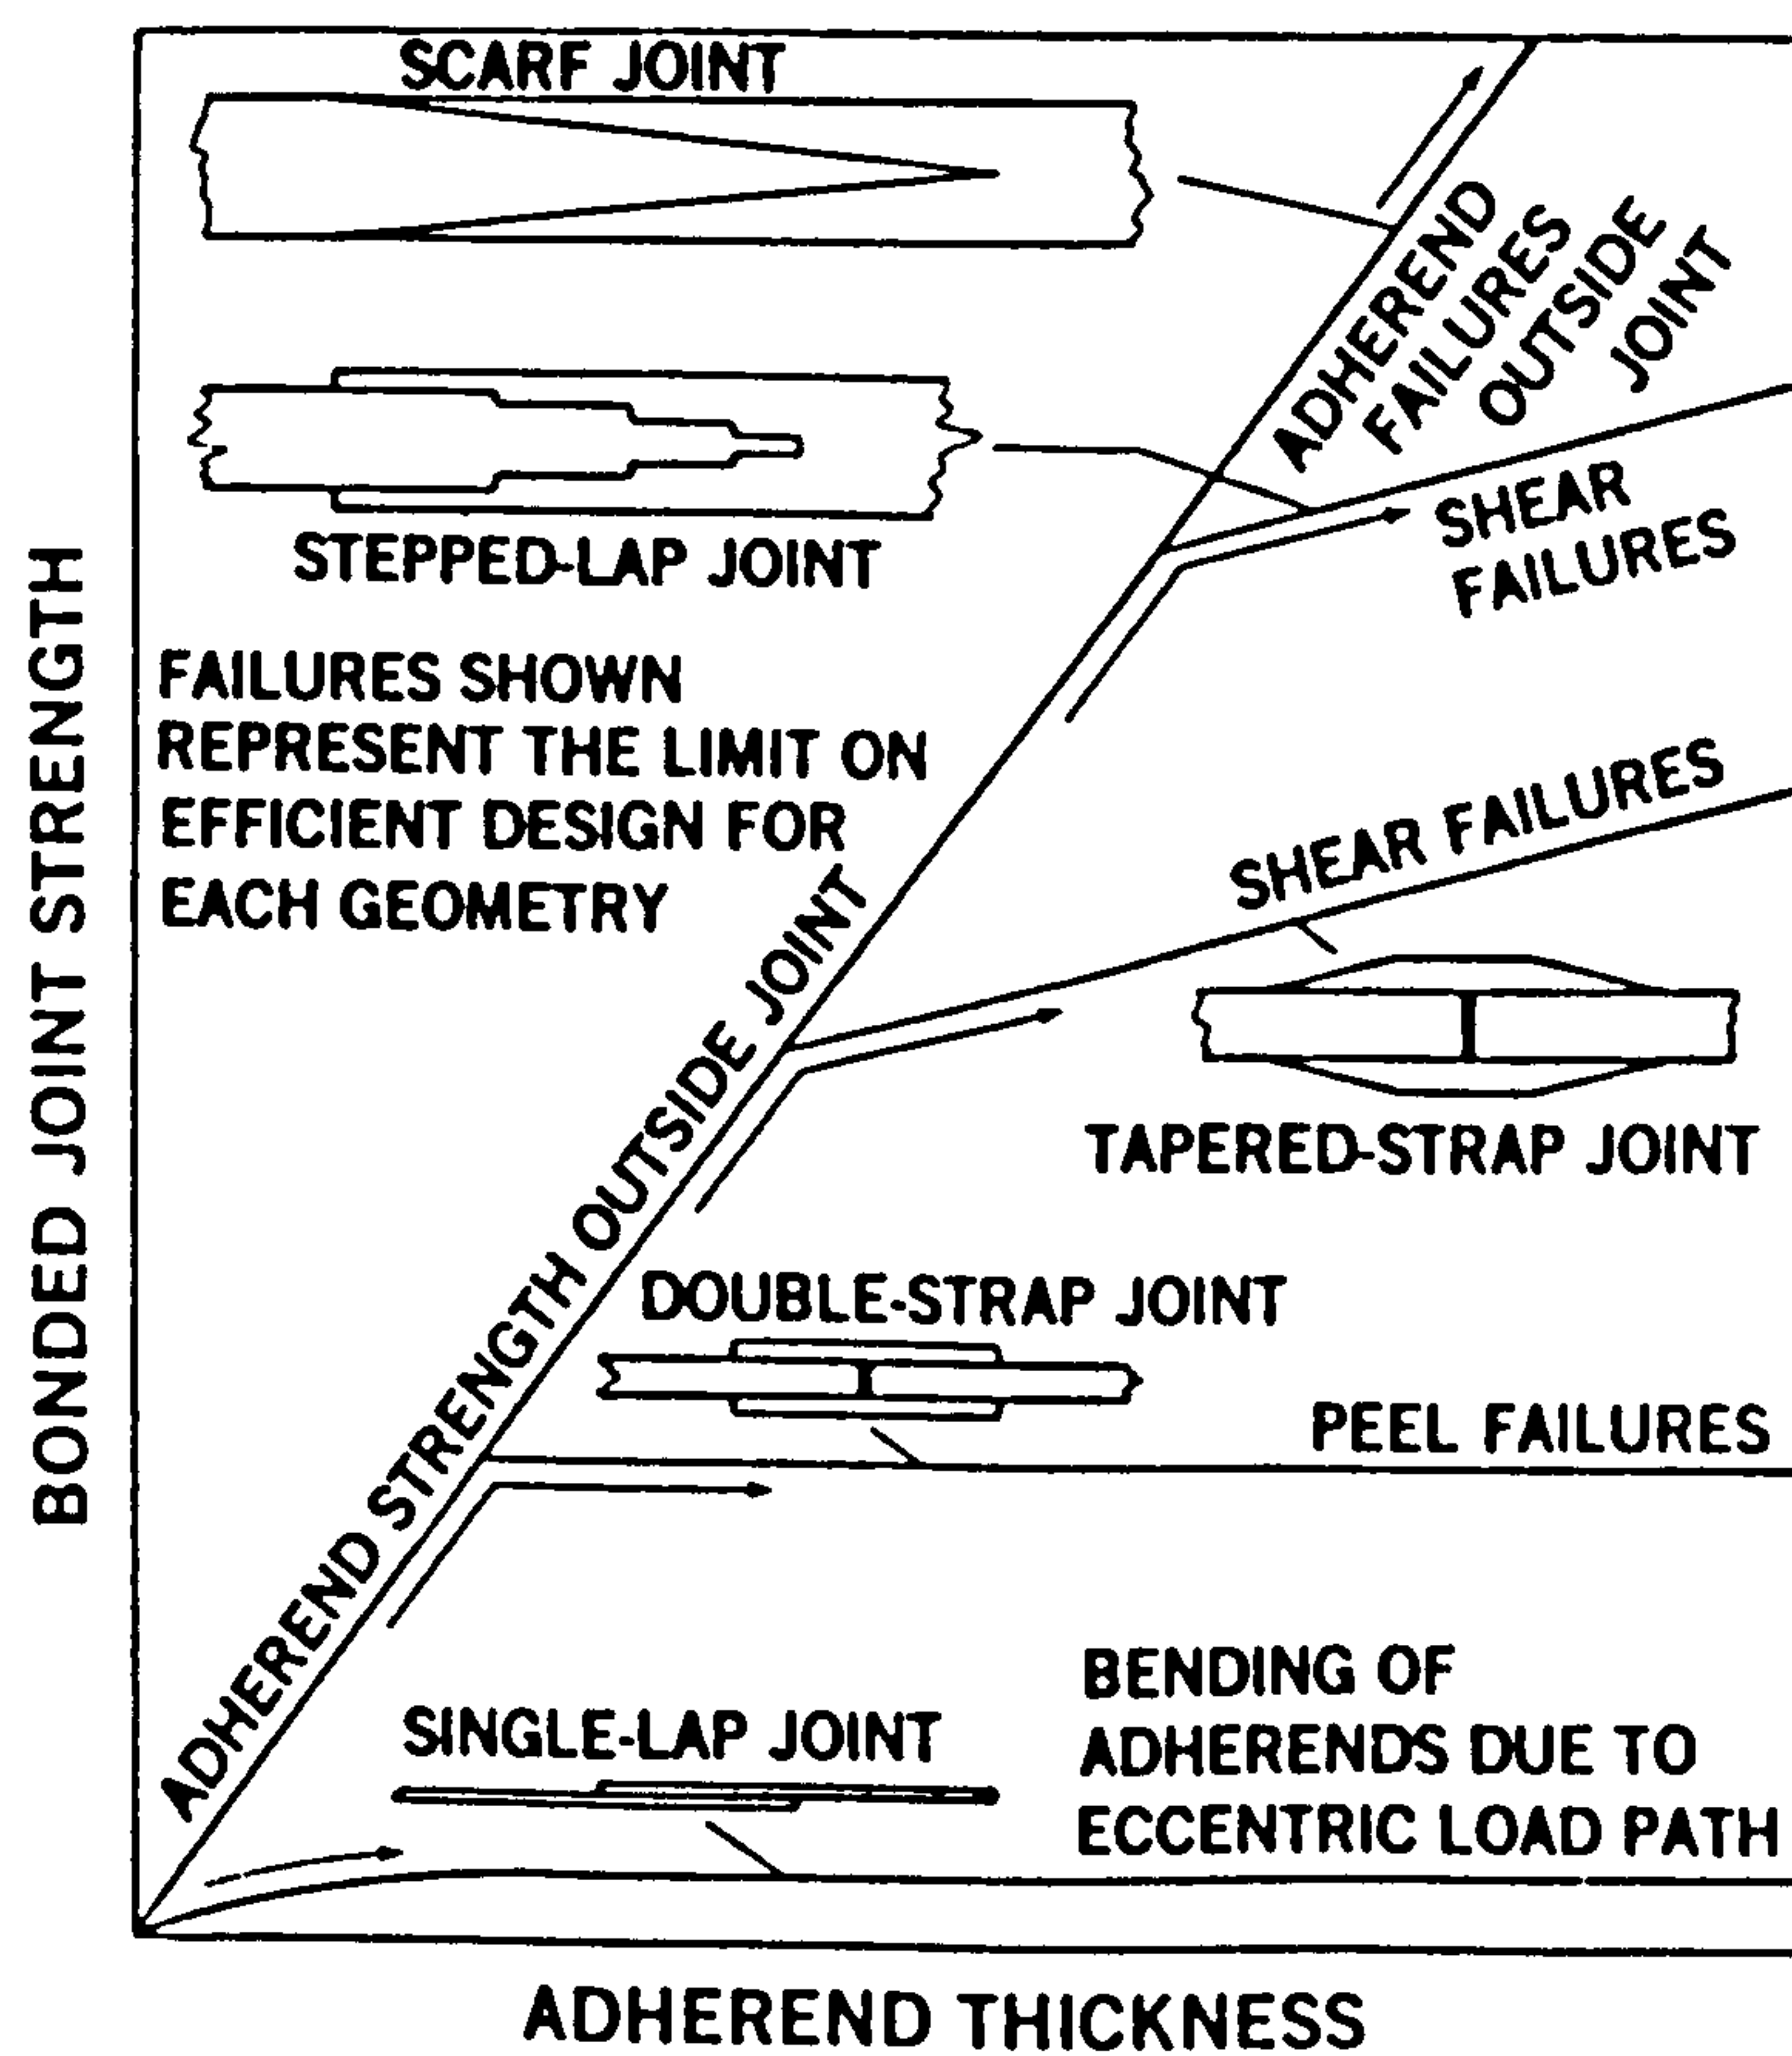 SCARF JOINT
ADHEREND
FAILURES
OUTSIDE
JOINT
STEPPED-LAP JOINT
SHEAR
FAILURES
FAILURES SHOWN
REPRESENT THE LIMIT ON
EFFICIENT DESIGN FOR
EACH GEOMETRY
SHEAR FAILURES
TAPERED-STRAP JOINT
ADHEREND STRENGTH OUTSIDE JOINT
DOUBLE-STRAP JOINT
PEEL FAILURES
SINGLE-LAP JOINT
BENDING OF
ADHERENDS DUE TO
ECCENTRIC LOAD PATH
BONDED JOINT STRENGTH
ADHEREND THICKNESS